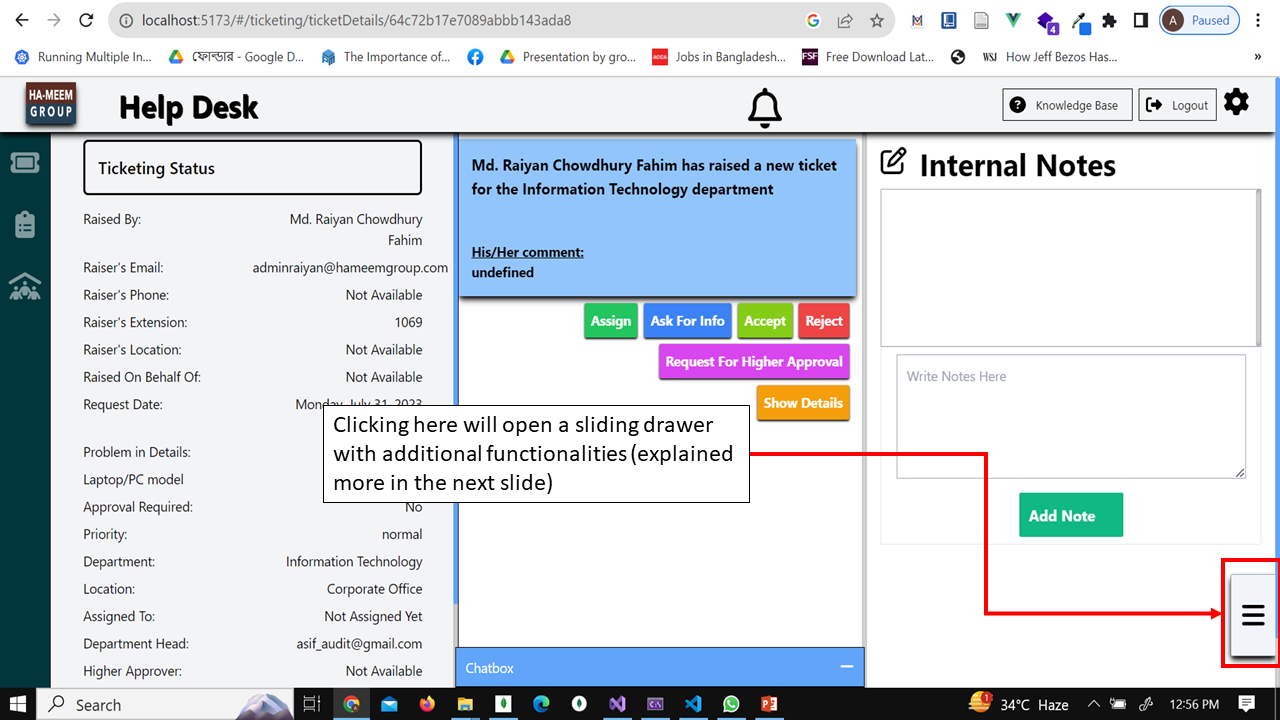 localhost:5173/#/ticketing/ticketDetails/64c72b17e7089abbb143ada8
A
Paused
4
Running Multiple In...
ফোল্ডার - Google D...
The Importance of...
Presentation by gro...
ACCA
Jobs in Bangladesh...
FSF
Free Download Lat...
WSJ
How Jeff Bezos Has...
»
HA-MEEM
GROUP
Help Desk
Knowledge Base
Logout
Ticketing Status
Raised By: Md. Raiyan Chowdhury
Fahim
Raiser's Email: adminraiyan@hameemgroup.com
Raiser's Phone: Not Available
Raiser's Extension: 1069
Raiser's Location: Not Available
Raised On Behalf Of: Not Available
Request Date: Monday, July 31, 2023
Problem in Details:
Laptop/PC model
Approval Required: No
Priority: normal
Department: Information Technology
Location: Corporate Office
Assigned To: Not Assigned Yet
Department Head: asif_audit@gmail.com
Higher Approver: Not Available
Md. Raiyan Chowdhury Fahim has raised a new ticket
for the Information Technology department
His/Her comment:
undefined
Assign
Ask For Info
Accept
Reject
Request For Higher Approval
Show Details
Clicking here will open a sliding drawer
with additional functionalities (explained
more in the next slide)
Chatbox
Internal Notes
Write Notes Here
Add Note
Search
1
34°C Haze
12:56 PM